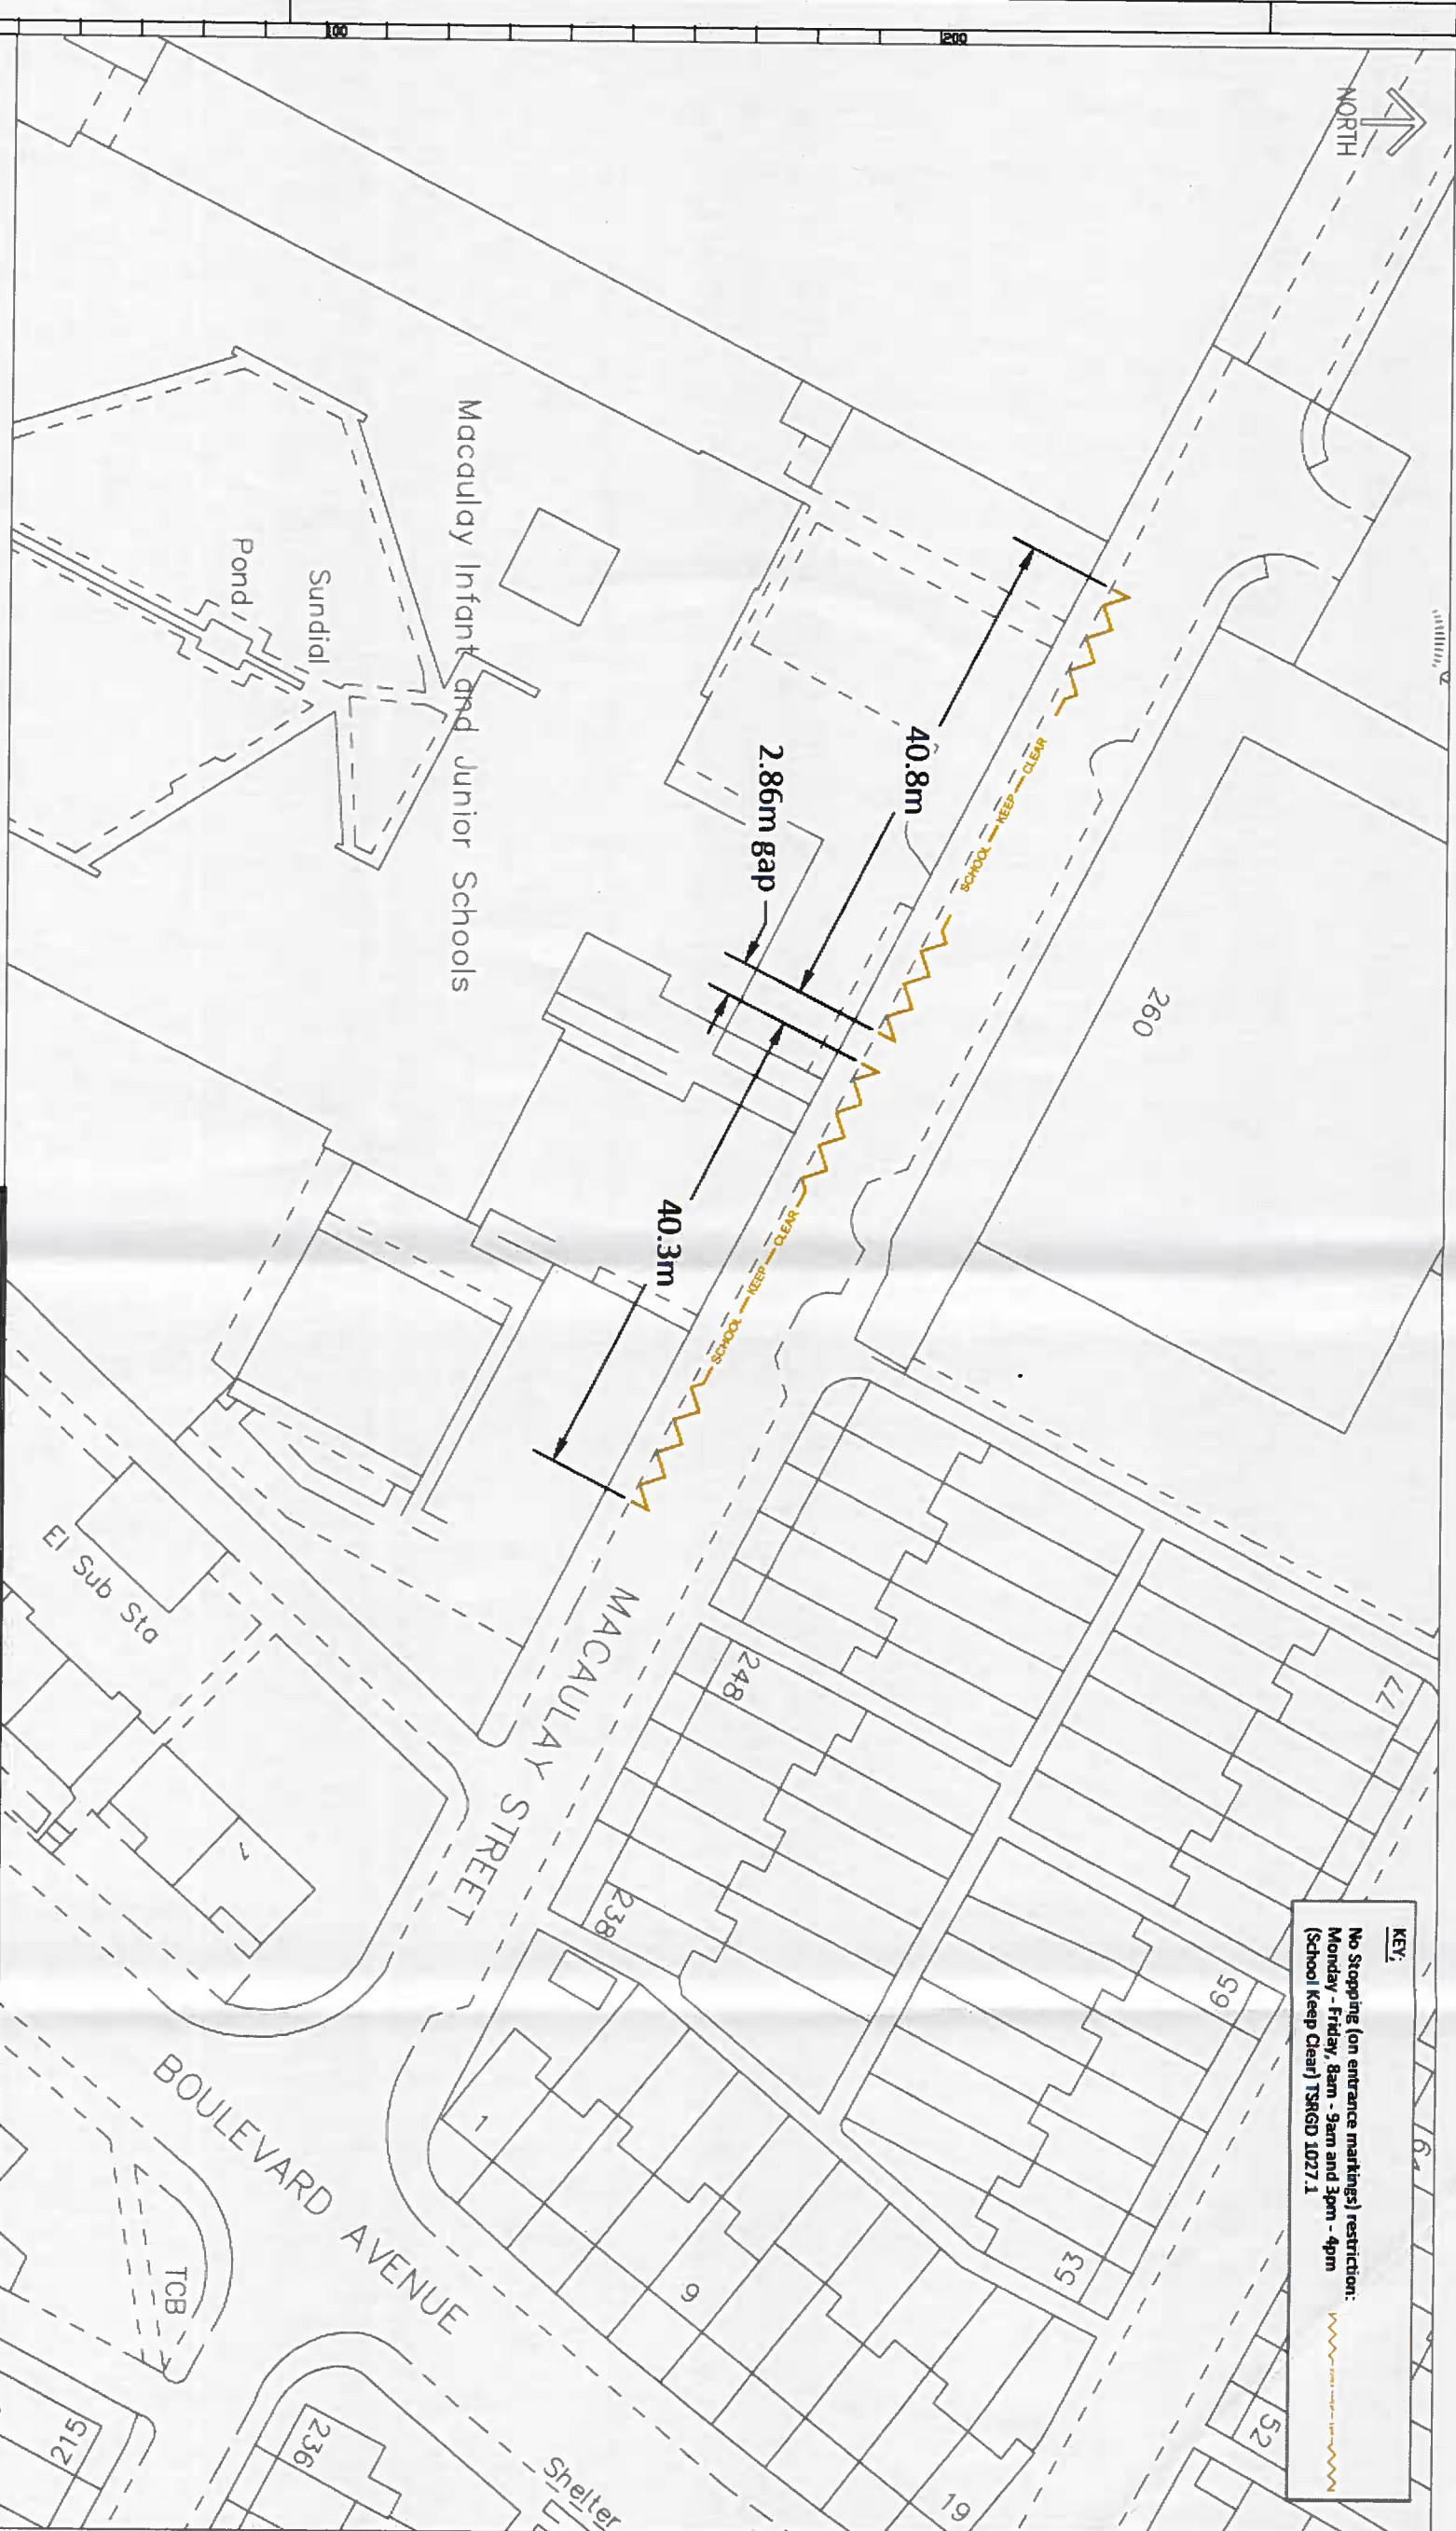 100
200
NORTH
KEY:
No Stopping (on entrance markings) restriction:
Monday - Friday, 8am - 9am and 3pm - 4pm
(School Keep Clear) TSRGD 1027.1
260
77
65
53
52
40.8m
2.86m gap
40.3m
SCHOOL KEEP CLEAR
SCHOOL KEEP CLEAR
Macaulay Infant and Junior Schools
Sundial
Pond
El Sub Sta
MACAULAY STREET
248
238
1
9
19
BOULEVARD AVENUE
TCB
Shelter
236
215